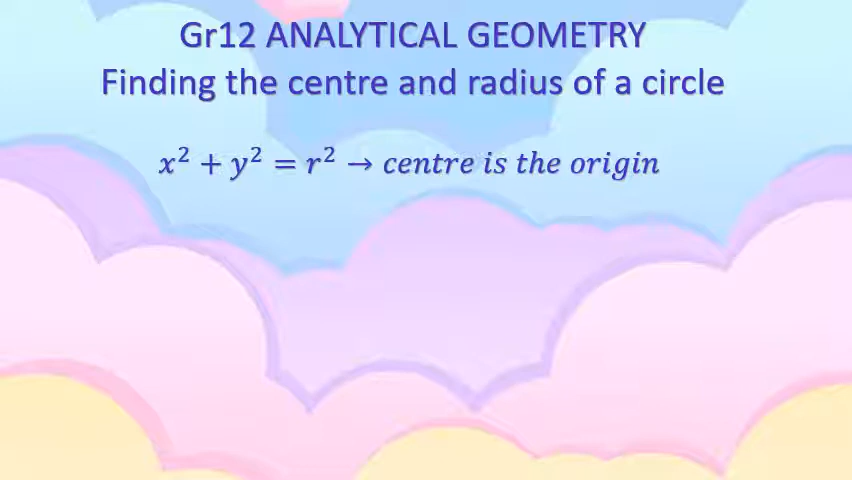 Gr12 ANALYTICAL GEOMETRY
Finding the centre and radius of a circle
x² + y² = r² → centre is the origin